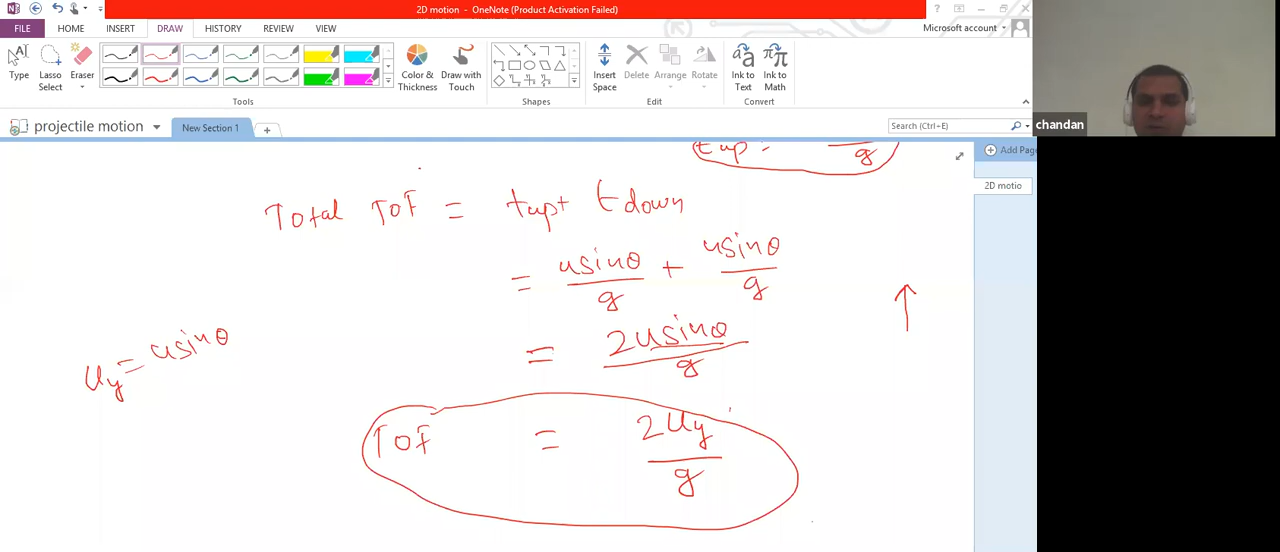 2D motion - OneNote (Product Activation Failed)
FILE HOME INSERT DRAW HISTORY REVIEW VIEW
Microsoft account
Type
Lasso Select
Eraser
Color & Thickness
Draw with Touch
Insert Space
Delete
Arrange
Rotate
Ink to Text
Ink to Math
Tools
Shapes
Edit
Convert
chandan
projectile motion
New Section 1
Search (Ctrl+E)
Add Pag
2D motio
tup = /g
Total ToF = tup+ tdown
= usinθ/g + usinθ/g
= 2usinθ/g
uy = usinθ
ToF = 2uy/g